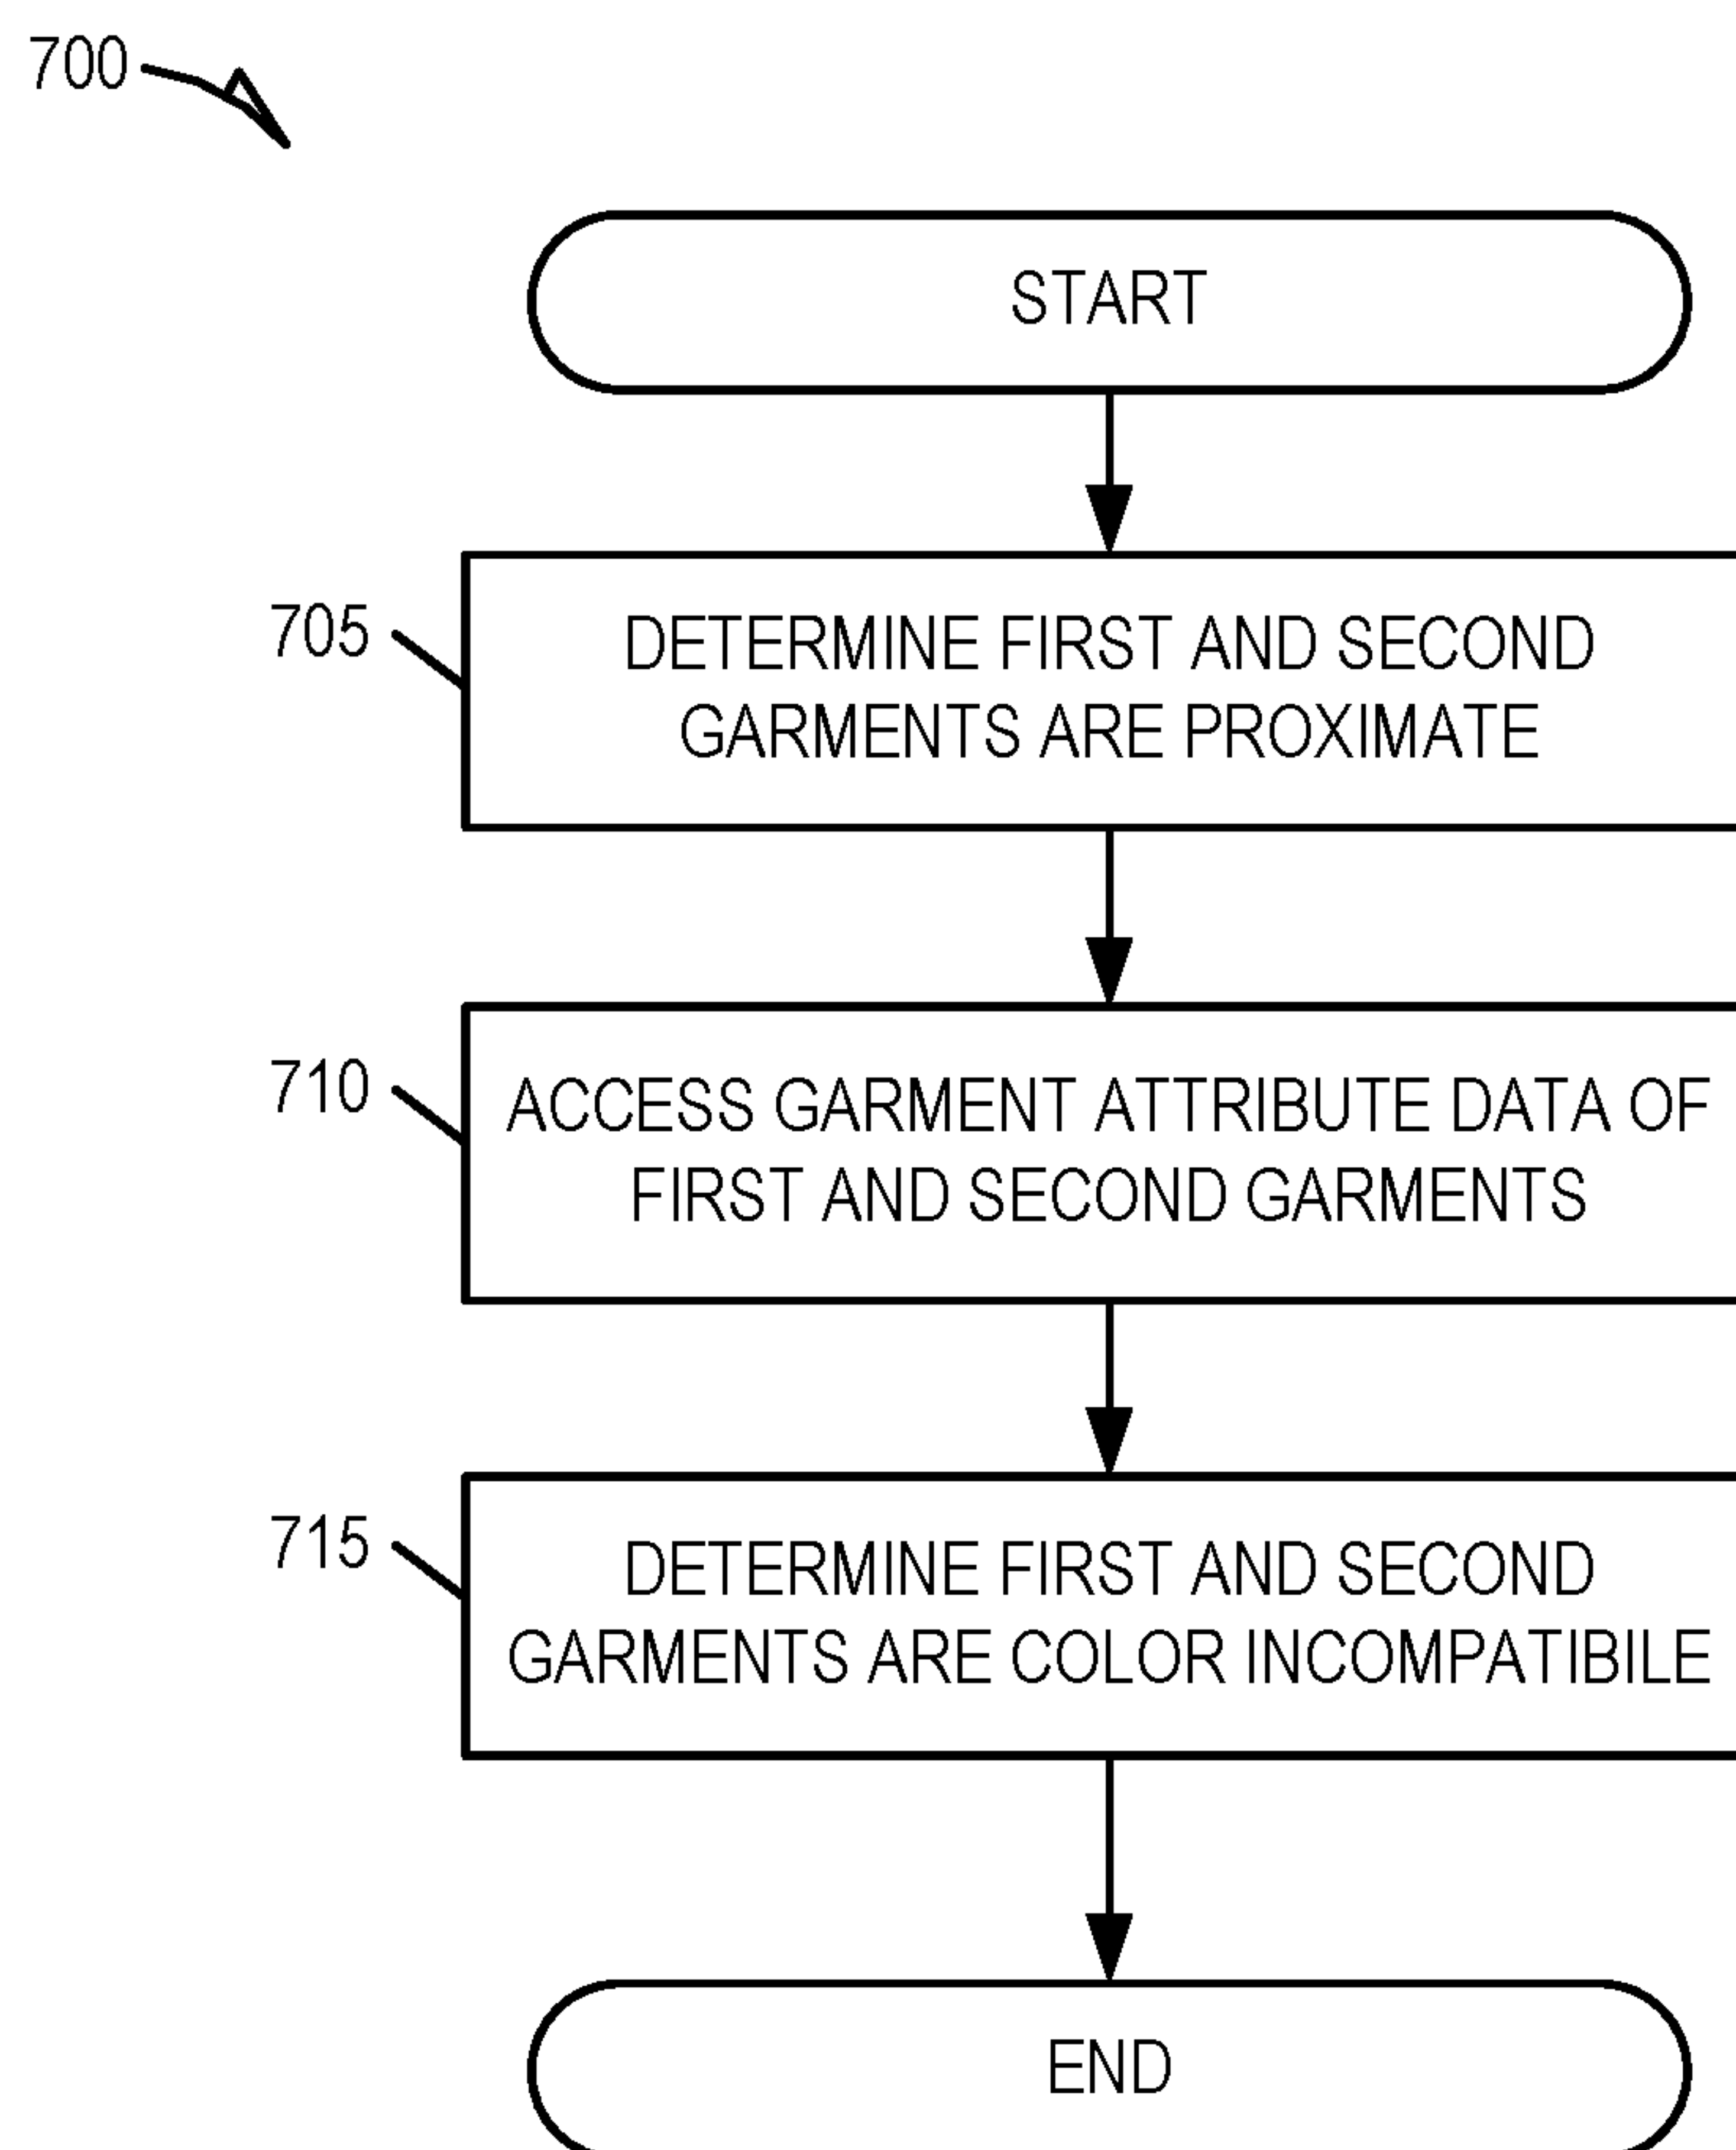 700
START
705
DETERMINE FIRST AND SECOND
GARMENTS ARE PROXIMATE
710
ACCESS GARMENT ATTRIBUTE DATA OF
FIRST AND SECOND GARMENTS
715
DETERMINE FIRST AND SECOND
GARMENTS ARE COLOR INCOMPATIBILE
END